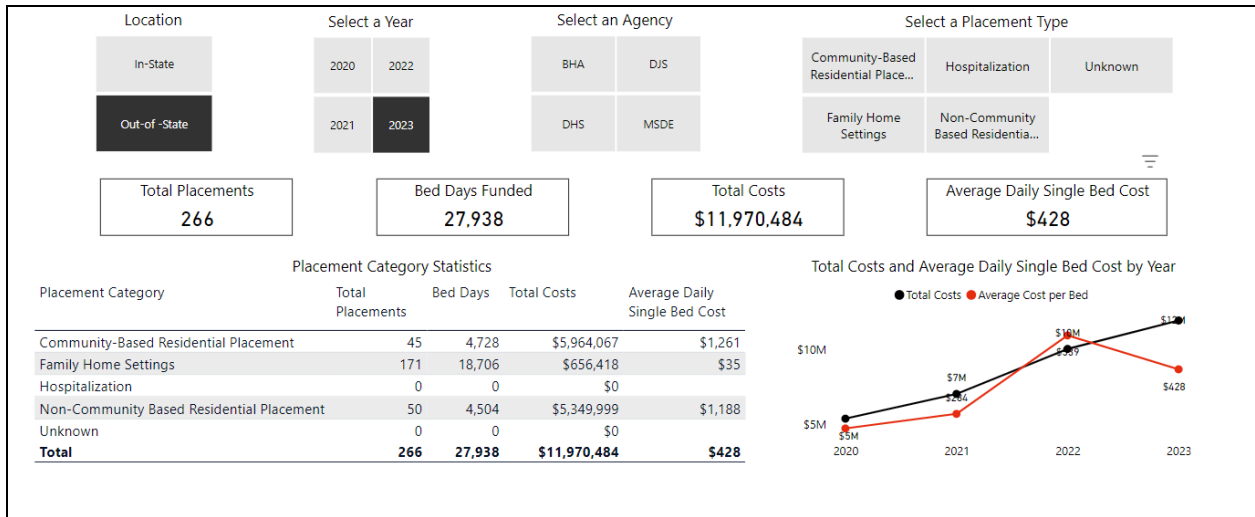 Location
Select a Year
Select an Agency
Select a Placement Type
In-State
Out-of -State
2020
2022
2021
2023
BHA
DJS
DHS
MSDE
Community-Based
Residential Place...
Hospitalization
Unknown
Family Home
Settings
Non-Community
Based Residentia...
Total Placements
266
Bed Days Funded
27,938
Total Costs
$11,970,484
Average Daily Single Bed Cost
$428
Placement Category Statistics
Placement Category Total Placements Bed Days Total Costs Average Daily Single Bed Cost
Community-Based Residential Placement 45 4,728 $5,964,067 $1,261
Family Home Settings 171 18,706 $656,418 $35
Hospitalization 0 0 $0
Non-Community Based Residential Placement 50 4,504 $5,349,999 $1,188
Unknown 0 0 $0
Total 266 27,938 $11,970,484 $428
Total Costs and Average Daily Single Bed Cost by Year
Total Costs Average Cost per Bed
$10M
$5M
$5M
$7M
$10M
$428
2020 2021 2022 2023